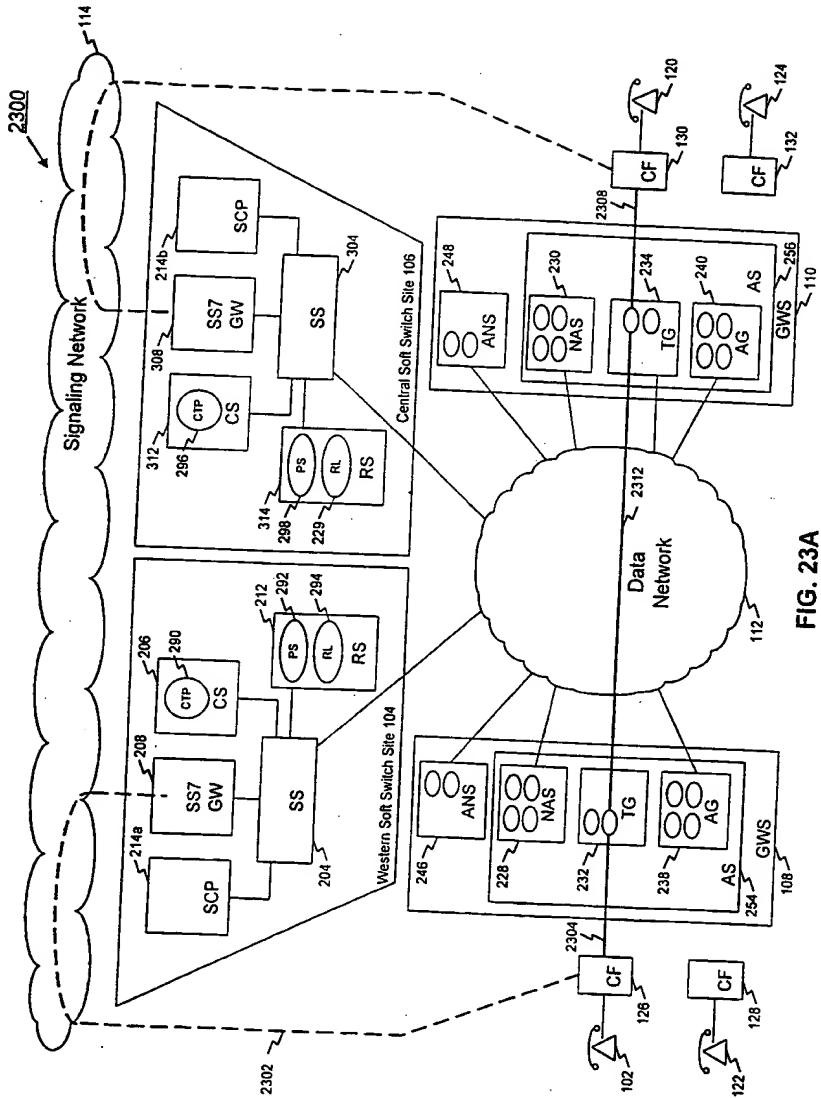 2300
114
Signaling Network
2302
Western Soft Switch Site 104
214a
SCP
208
SS7
GW
206
290
CTP
CS
204
SS
212
292
PS
294
RL
RS
Central Soft Switch Site 106
312
296
CTP
CS
308
SS7
GW
214b
SCP
304
SS
314
298
PS
229
RL
RS
246
ANS
228
NAS
232
TG
238
AG
AS
254
GWS
108
2304
CF
126
102
CF
128
122
Data
Network
2312
112
248
ANS
230
NAS
234
TG
240
AG
AS
256
GWS
110
2308
CF
130
120
CF
132
124
FIG. 23A